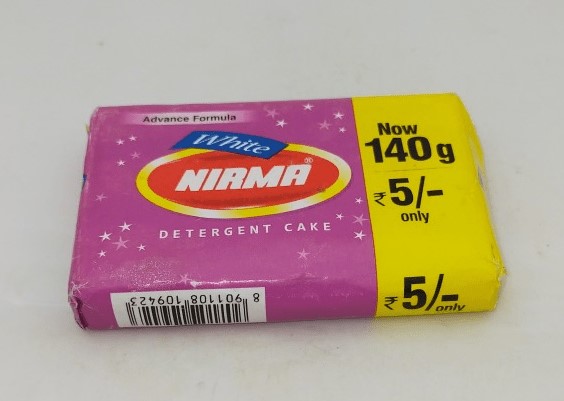 Advance Formula
White
NIRMA®
DETERGENT CAKE
Now
140g
₹5/-
only
₹5/-
only
8 901108 109423